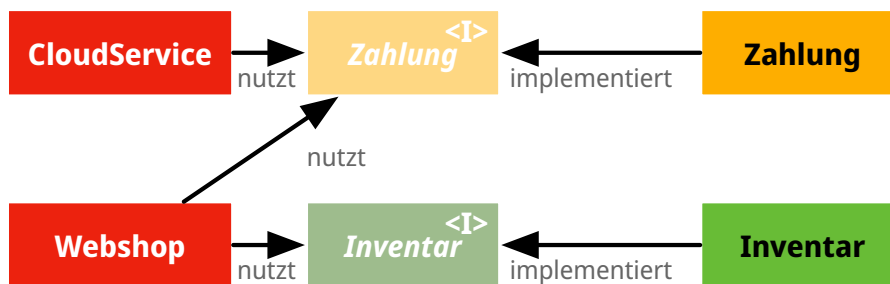 CloudService
nutzt
<I>
Zahlung
implementiert
Zahlung
nutzt
Webshop
nutzt
<I>
Inventar
implementiert
Inventar